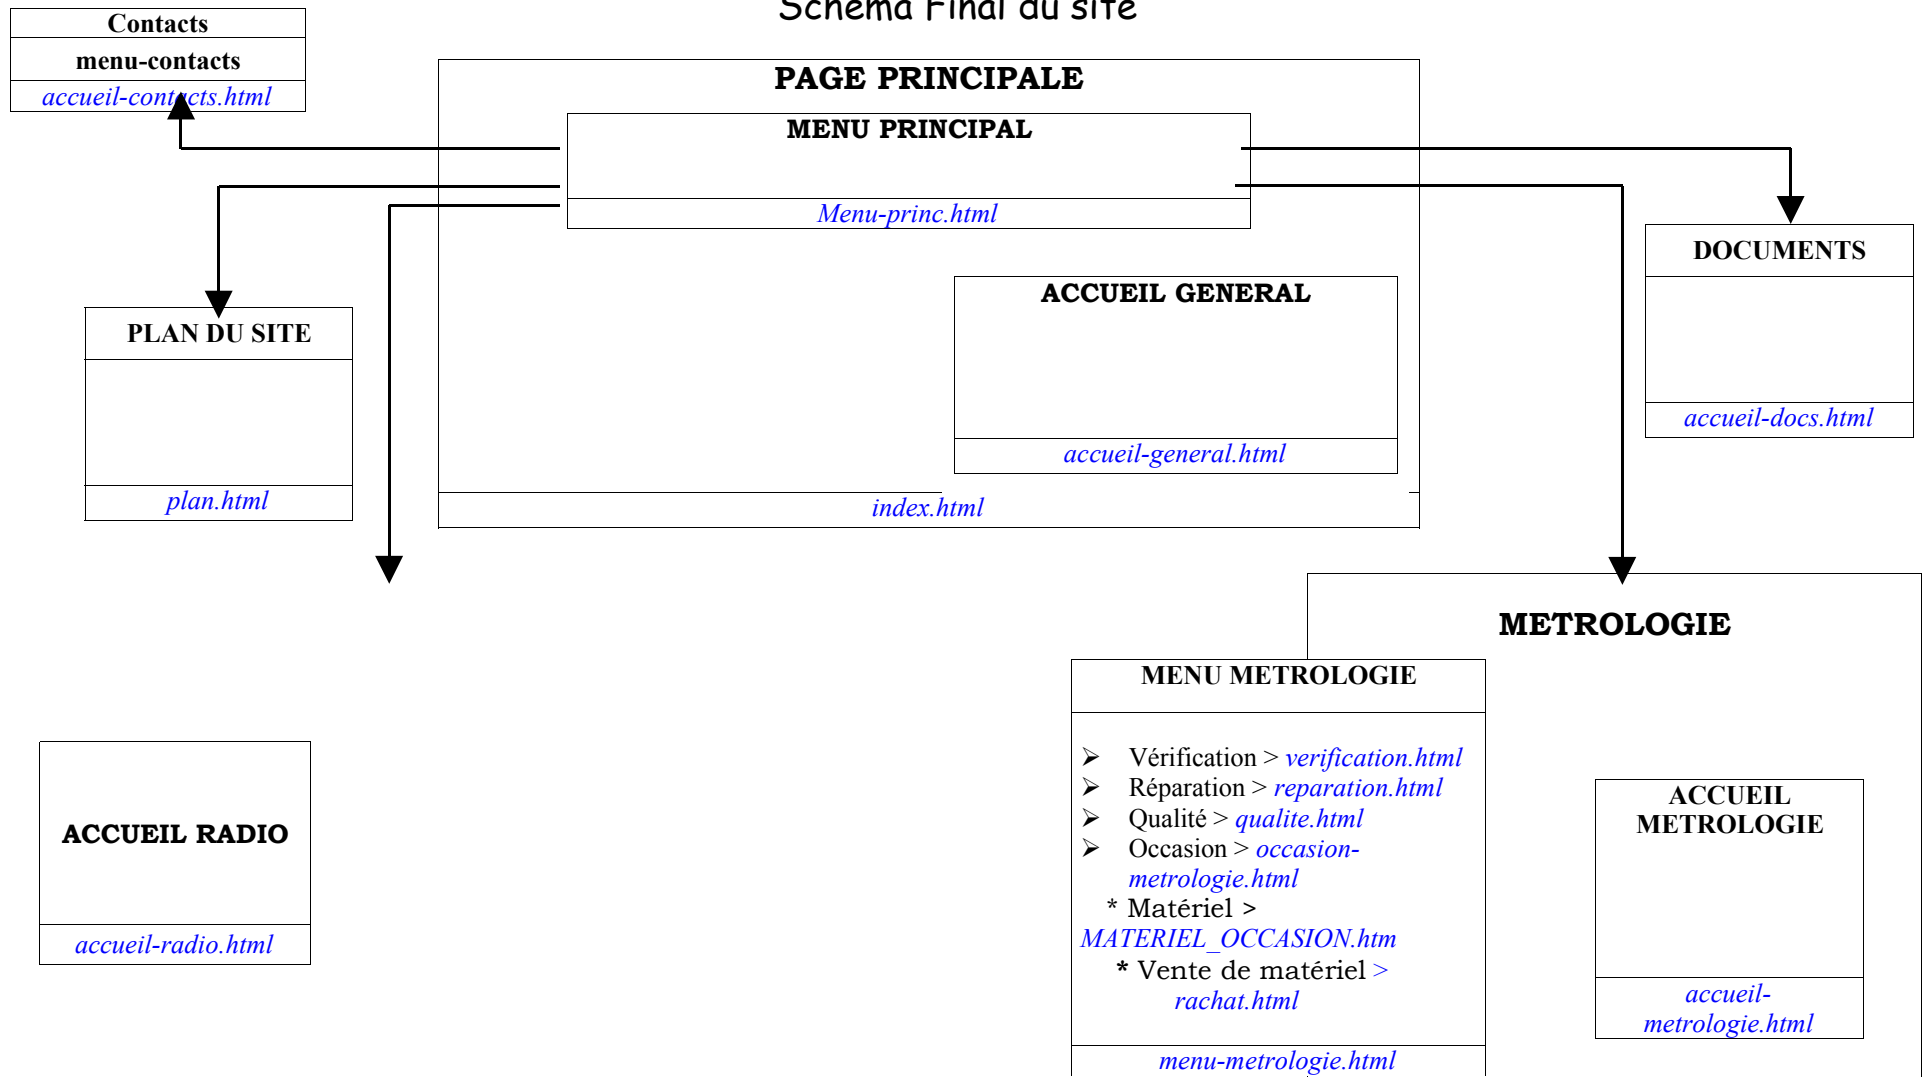 Schéma Final du site
Contacts
menu-contacts
accueil-contacts.html
PAGE PRINCIPALE
MENU PRINCIPAL
Menu-princ.html
ACCUEIL GENERAL
accueil-general.html
index.html
PLAN DU SITE
plan.html
DOCUMENTS
accueil-docs.html
ACCUEIL RADIO
accueil-radio.html
METROLOGIE
MENU METROLOGIE
➢ Vérification > verification.html
➢ Réparation > reparation.html
➢ Qualité > qualite.html
➢ Occasion > occasion-
metrologie.html
* Matériel >
MATERIEL_OCCASION.htm
* Vente de matériel >
rachat.html
menu-metrologie.html
ACCUEIL
METROLOGIE
accueil-
metrologie.html